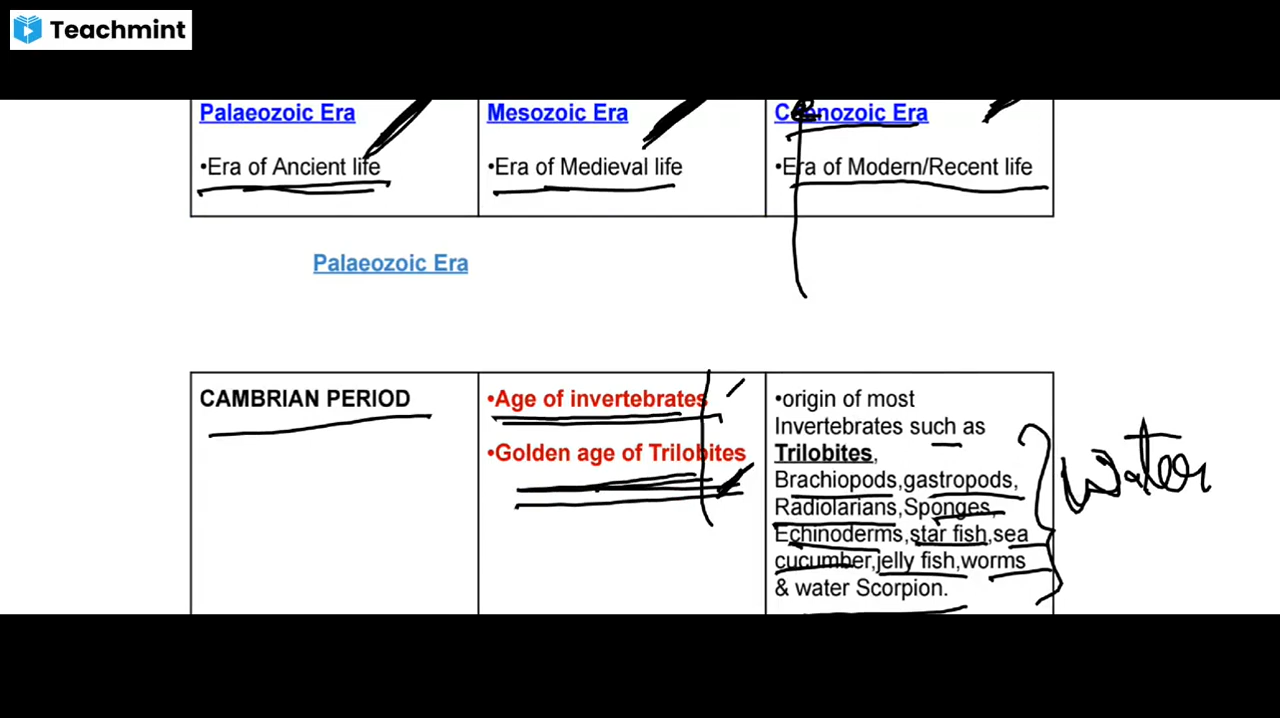 Teachmint
Palaeozoic Era
•Era of Ancient life
Mesozoic Era
•Era of Medieval life
Coenozoic Era
•Era of Modern/Recent life
Palaeozoic Era
CAMBRIAN PERIOD
•Age of invertebrates
•Golden age of Trilobites
•origin of most
Invertebrates such as
Trilobites,
Brachiopods,gastropods,
Radiolarians,Sponges,
Echinoderms,star fish,sea
cucumber,jelly fish,worms
& water Scorpion.
water